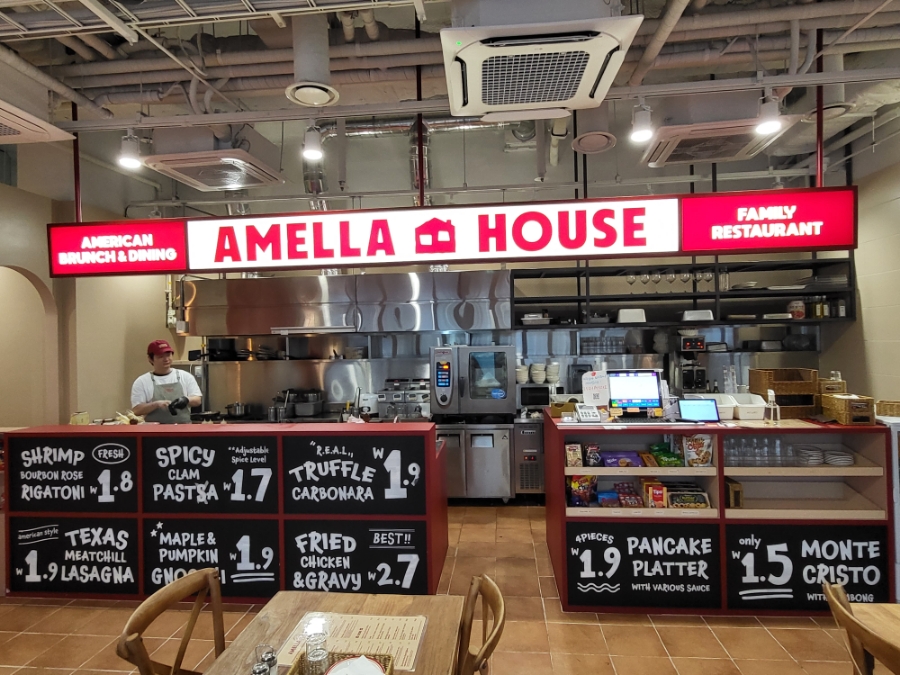 AMERICAN
BRUNCH & DINING
AMELLA HOUSE
FAMILY
RESTAURANT
SHRIMP
FRESH
BOURBON ROSE
RIGATONI
₩1.8
SPICY
CLAM
PASTA
**Adjustable
Spice Level
₩1.7
"R.E.A.L.,,
TRUFFLE
CARBONARA
₩1.9
american style
TEXAS
MEATCHILL
LASAGNA
₩1.9
MAPLE &
PUMPKIN
₩1.9
FRIED
CHICKEN
& GRAVY
BEST!!
₩2.7
4PIECES
₩1.9
PANCAKE
PLATTER
WITH VARIOUS SAUCE
only
₩1.5
MONTE
CRISTO